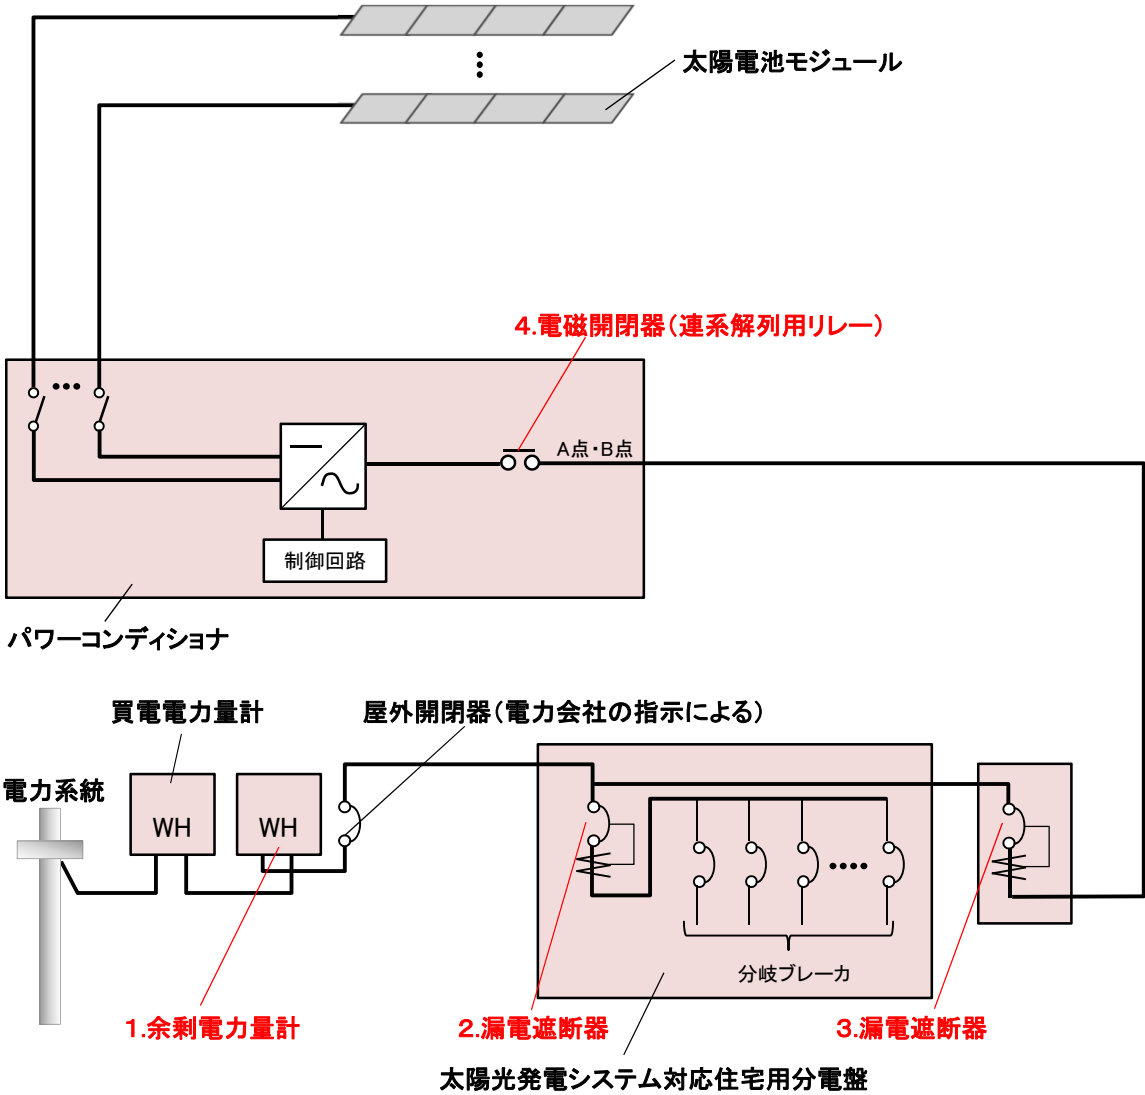 太陽電池モジュール
4.電磁開閉器（連系解列用リレー）
A点・B点
制御回路
パワーコンディショナ
買電電力量計
屋外開閉器（電力会社の指示による）
電力系統
WH
WH
分岐ブレーカ
1.余剰電力量計
2.漏電遮断器
3.漏電遮断器
太陽光発電システム対応住宅用分電盤